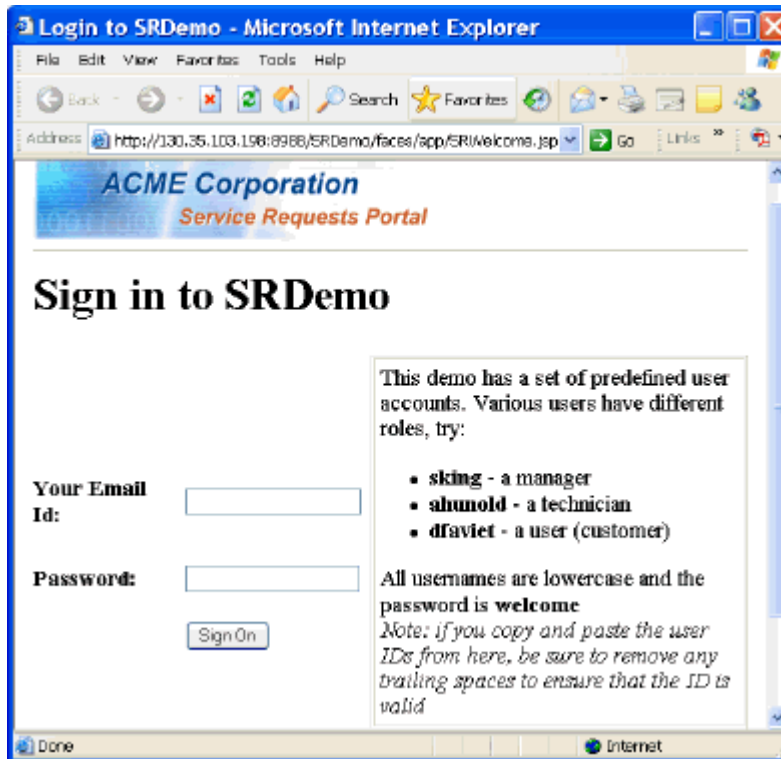 Login to SRDemo - Microsoft Internet Explorer
File Edit View Favorites Tools Help
Back Search Favorites
Address http://130.35.103.198:8988/SRDemo/faces/app/SRWelcome.jsp Go Links »
ACME Corporation
Service Requests Portal
Sign in to SRDemo
This demo has a set of predefined user
accounts. Various users have different
roles, try:
• sking - a manager
• ahunold - a technician
• dfaviet - a user (customer)
Your Email
Id:
Password:
Sign On
All usernames are lowercase and the
password is welcome
Note: if you copy and paste the user
IDs from here, be sure to remove any
trailing spaces to ensure that the ID is
valid
Done Internet